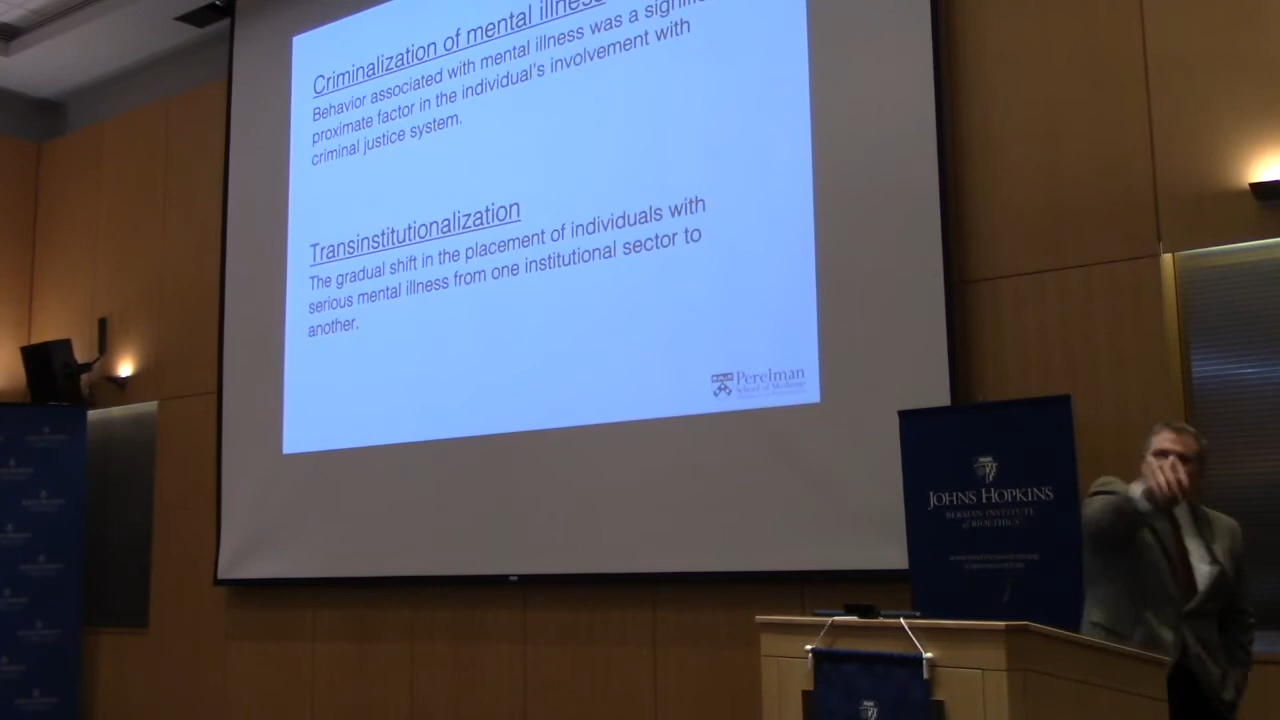 Criminalization of mental illness
Behavior associated with mental illness was a
proximate factor in the individual's involvement with
criminal justice system.
Transinstitutionalization
The gradual shift in the placement of individuals with
serious mental illness from one institutional sector to
another.
Perelman
School of Medicine
JOHNS HOPKINS
BERMAN INSTITUTE
of BIOETHICS